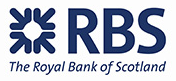 RBS
The Royal Bank of Scotland